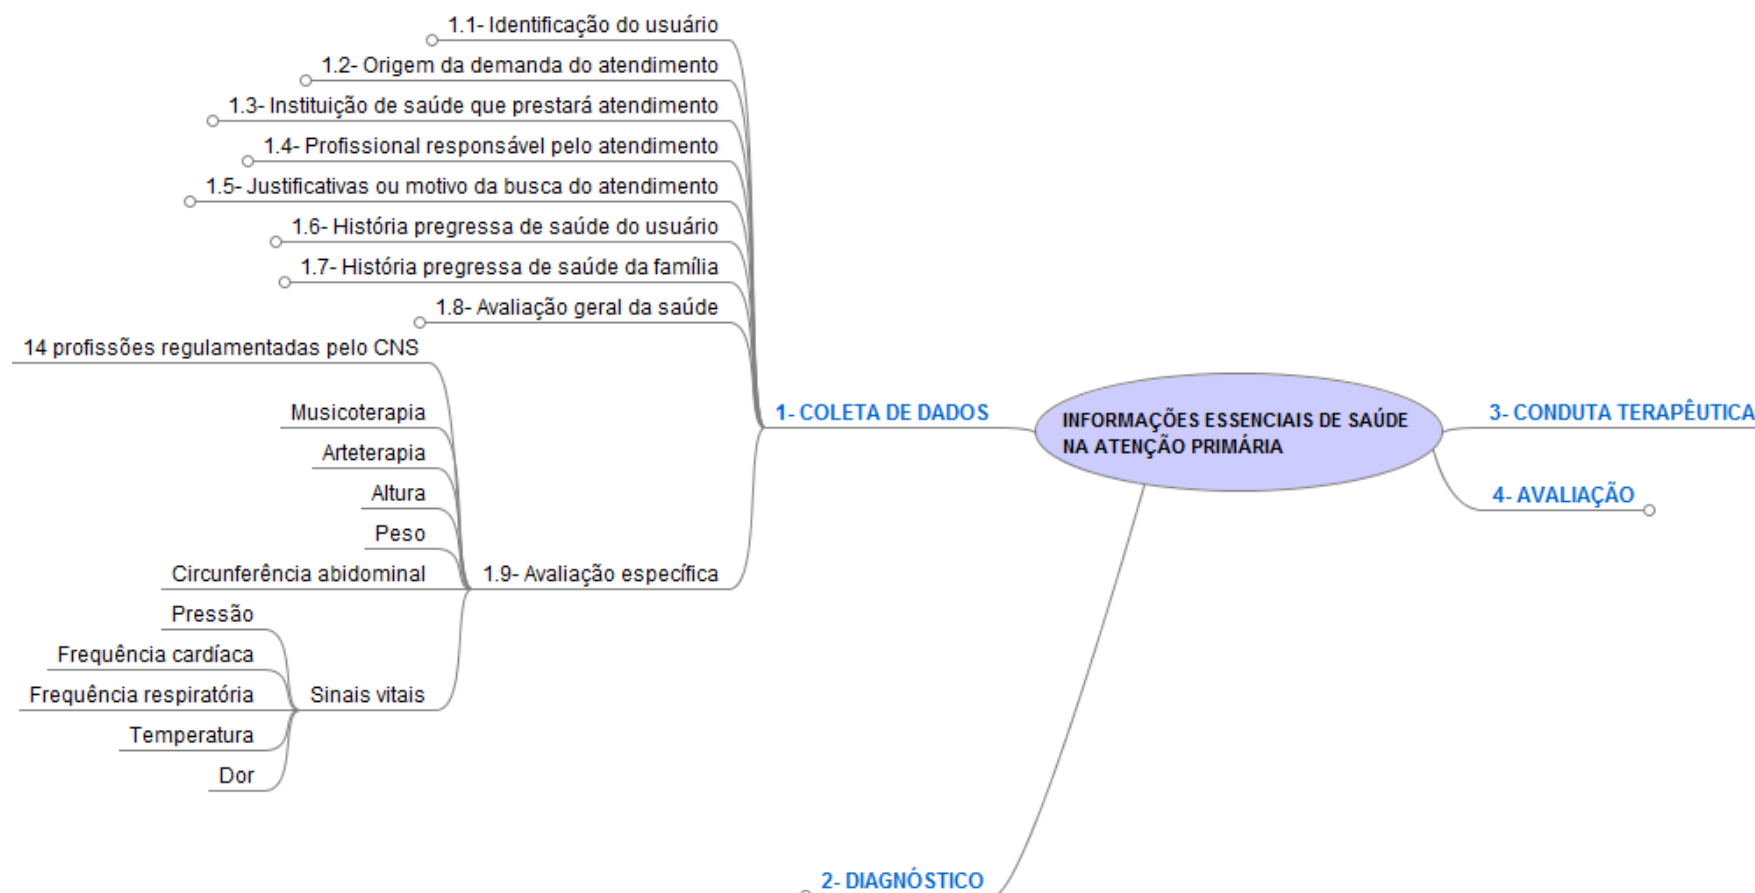 1.1- Identificação do usuário
1.2- Origem da demanda do atendimento
1.3- Instituição de saúde que prestará atendimento
1.4- Profissional responsável pelo atendimento
1.5- Justificativas ou motivo da busca do atendimento
1.6- História pregressa de saúde do usuário
1.7- História pregressa de saúde da família
1.8- Avaliação geral da saúde
14 profissões regulamentadas pelo CNS
Musicoterapia
Arteterapia
Altura
Peso
Circunferência abidominal
Pressão
Frequência cardíaca
Frequência respiratória
Temperatura
Dor
Sinais vitais
1.9- Avaliação específica
1- COLETA DE DADOS
INFORMAÇÕES ESSENCIAIS DE SAÚDE
NA ATENÇÃO PRIMÁRIA
3- CONDUTA TERAPÊUTICA
4- AVALIAÇÃO
2- DIAGNÓSTICO